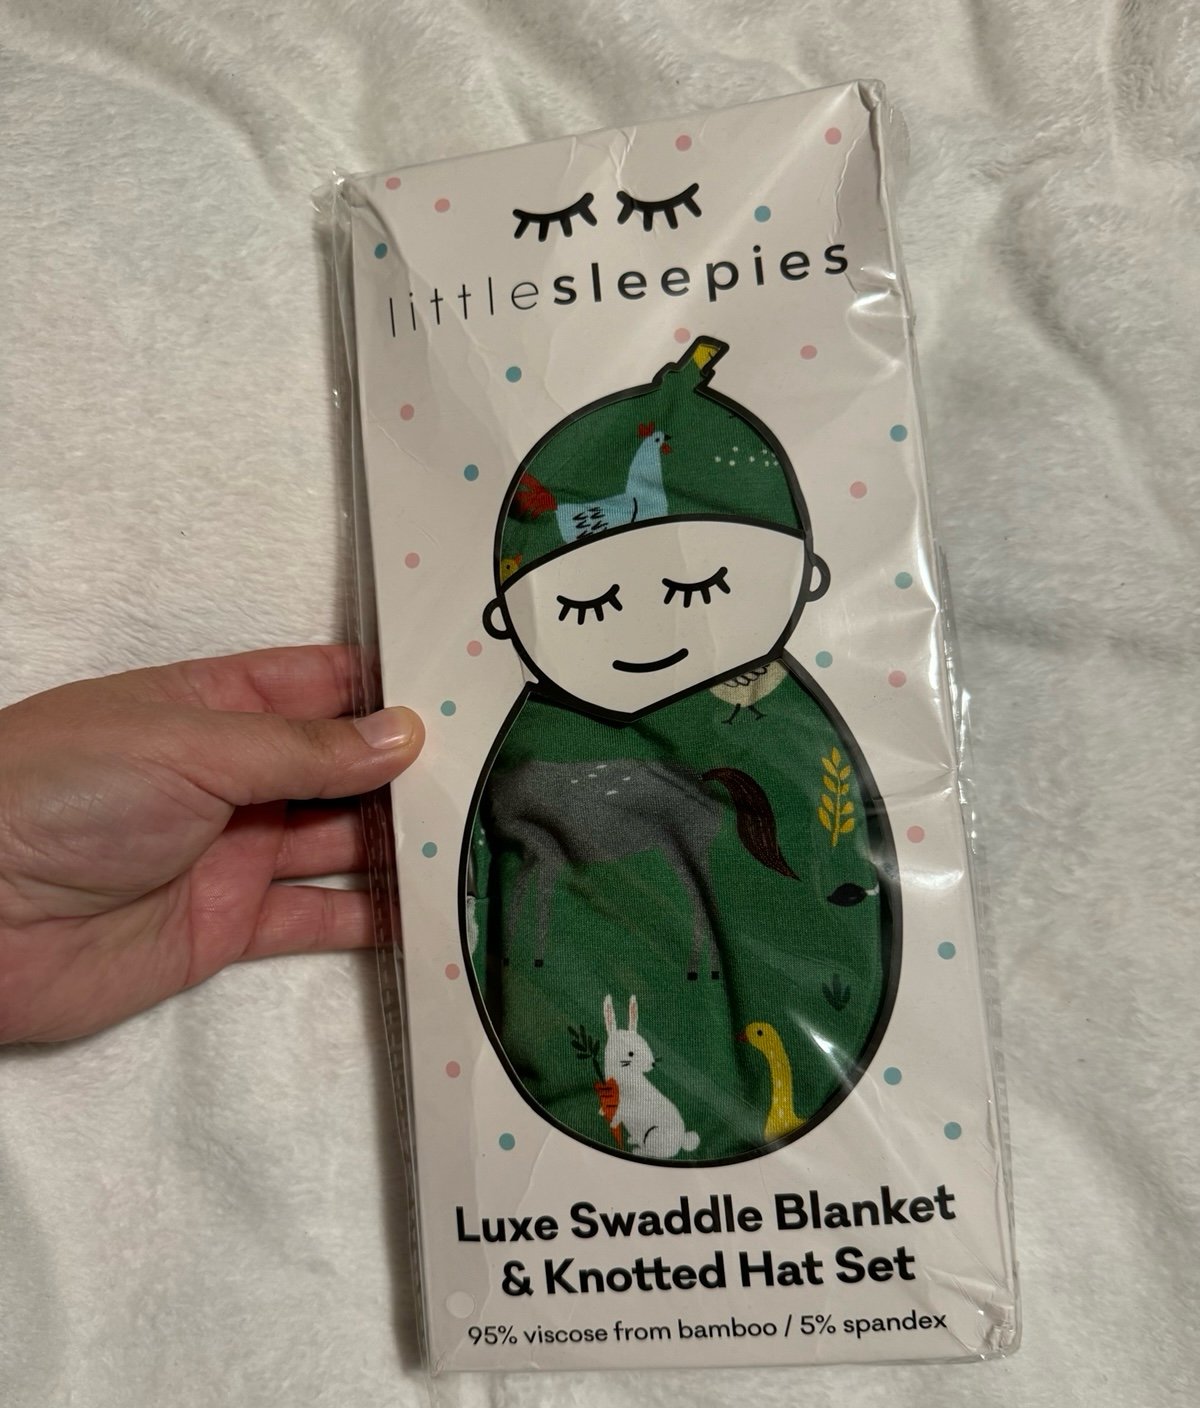 littlesleepies
Luxe Swaddle Blanket
& Knotted Hat Set
95% viscose from bamboo / 5% spandex